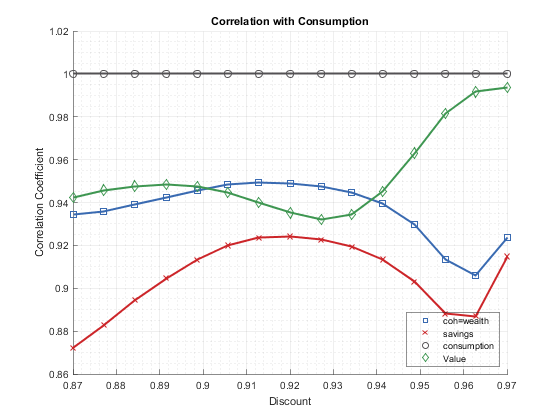 Correlation with Consumption
1.02
1
0.98
0.96
0.94
0.92
0.9
0.88
0.86
Correlation Coefficient
coh=wealth
savings
consumption
Value
0.87 0.88 0.89 0.9 0.91 0.92 0.93 0.94 0.95 0.96 0.97
Discount